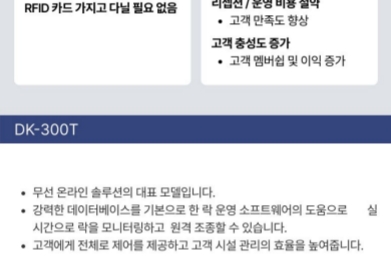 RFID 카드 가지고 다닐 필요 없음
리셉션 / 운영 비용 절약
• 고객 만족도 향상
고객 충성도 증가
• 고객 멤버쉽 및 이익 증가
DK-300T
• 무선 온라인 솔루션의 대표 모델입니다.
• 강력한 데이터베이스를 기본으로 한 락 운영 소프트웨어의 도움으로 실
시간으로 락을 모니터링하고 원격 조종할 수 있습니다.
• 고객에게 전체로 제어를 제공하고 고객 시설 관리의 효율을 높여줍니다.